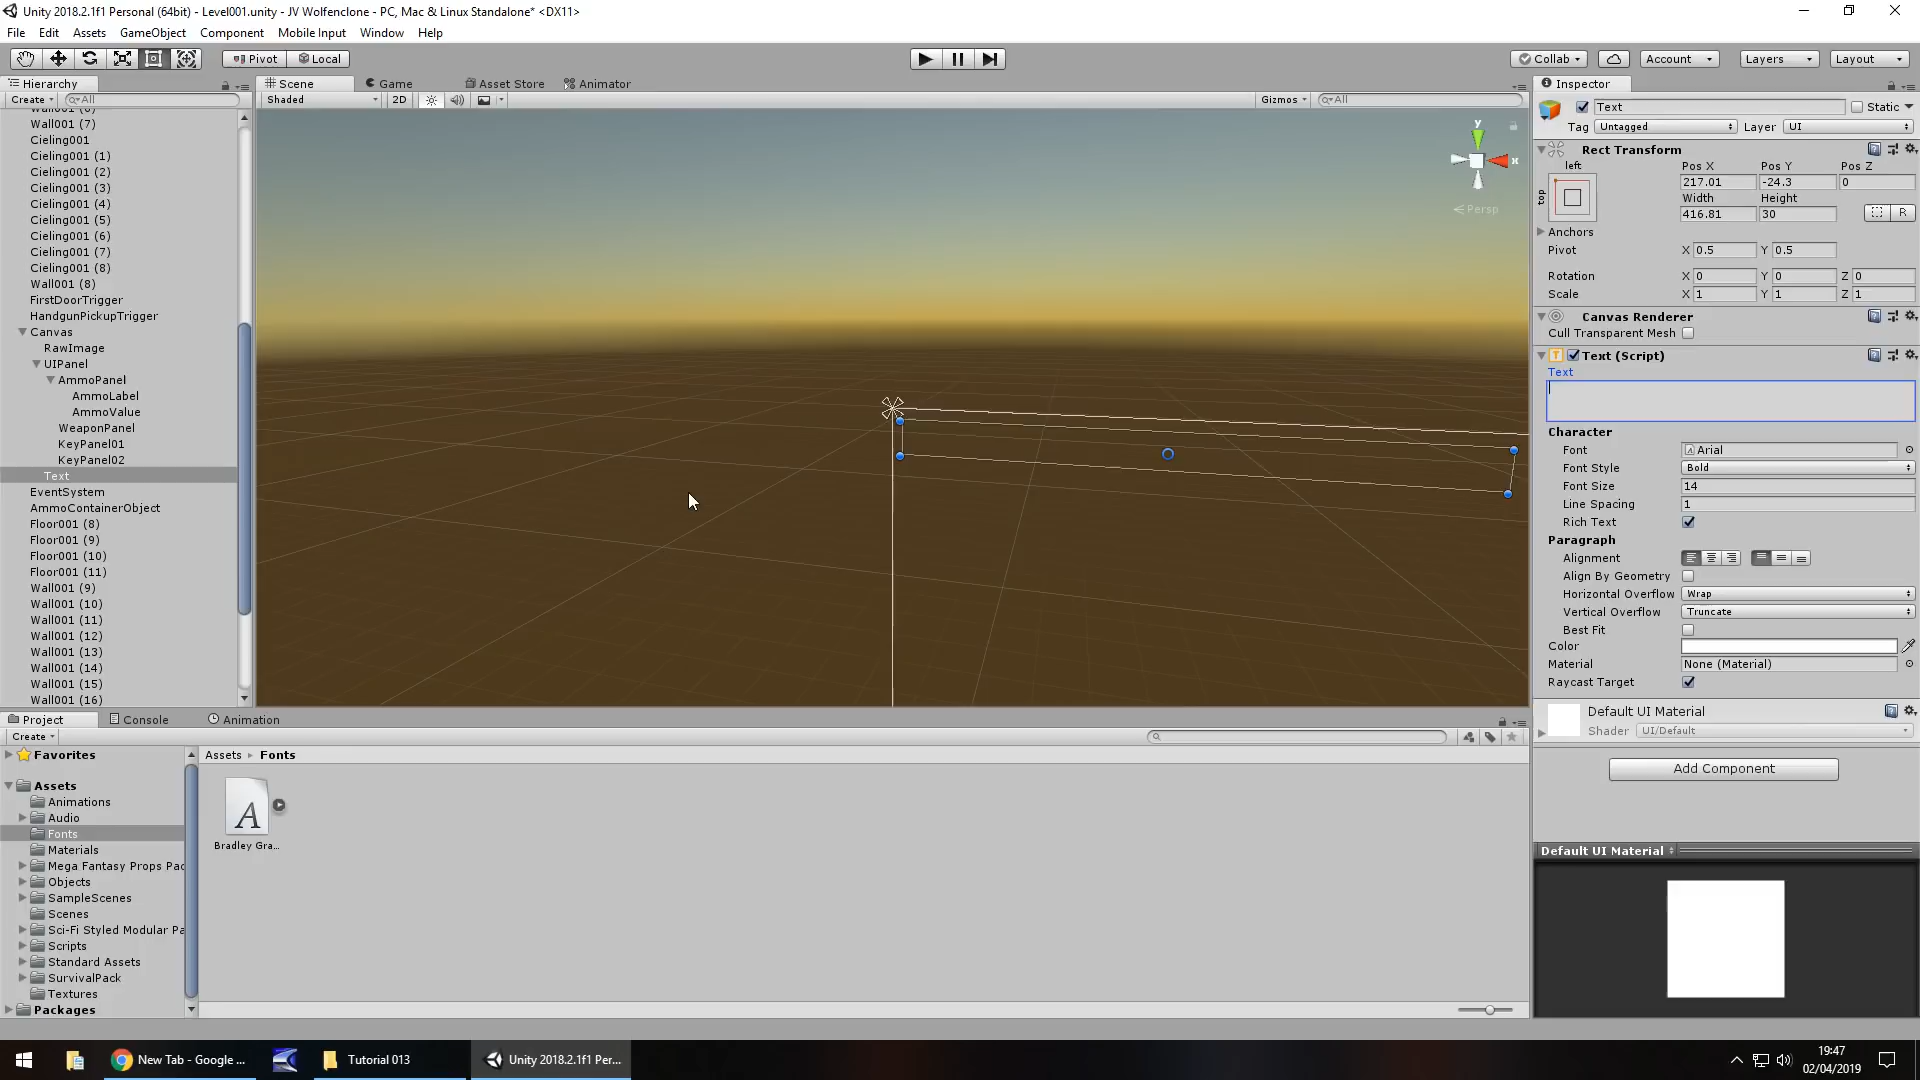 Unity 2018.2.1f1 Personal (64bit) - Level001.unity - JV Wolfenclone - PC, Mac & Linux Standalone* <DX11>
File Edit Assets GameObject Component Mobile Input Window Help
Pivot Local Collab Account Layers Layout
Hierarchy
Create All
Wall001 (7)
Cieling001
Cieling001 (1)
Cieling001 (2)
Cieling001 (3)
Cieling001 (4)
Cieling001 (5)
Cieling001 (6)
Cieling001 (7)
Cieling001 (8)
Wall001 (8)
FirstDoorTrigger
HandgunPickupTrigger
Canvas
RawImage
UIPanel
AmmoPanel
AmmoLabel
AmmoValue
WeaponPanel
KeyPanel01
KeyPanel02
Text
EventSystem
AmmoContainerObject
Floor001 (8)
Floor001 (9)
Floor001 (10)
Floor001 (11)
Wall001 (9)
Wall001 (10)
Wall001 (11)
Wall001 (12)
Wall001 (13)
Wall001 (14)
Wall001 (15)
Wall001 (16)
Scene Game Asset Store Animator
Shaded 2D Gizmos All
y
x
Persp
Inspector
Text Static
Tag Untagged Layer UI
Rect Transform
left Pos X Pos Y Pos Z
top 217.01 -24.3 0
Width Height
416.81 30 R
Anchors
Pivot X 0.5 Y 0.5
Rotation X 0 Y 0 Z 0
Scale X 1 Y 1 Z 1
Canvas Renderer
Cull Transparent Mesh
Text (Script)
Text
Character
Font Arial
Font Style Bold
Font Size 14
Line Spacing 1
Rich Text
Paragraph
Alignment
Align By Geometry
Horizontal Overflow Wrap
Vertical Overflow Truncate
Best Fit
Color
Material None (Material)
Raycast Target
Default UI Material
Shader UI/Default
Add Component
Default UI Material
Project Console Animation
Create
Favorites
Assets
Animations
Audio
Fonts
Materials
Mega Fantasy Props Pac
Objects
SampleScenes
Scenes
Sci-Fi Styled Modular Pa
Scripts
Standard Assets
SurvivalPack
Textures
Packages
Assets Fonts
A
Bradley Gra...
New Tab - Google ... Tutorial 013 Unity 2018.2.1f1 Per...
19:47
02/04/2019